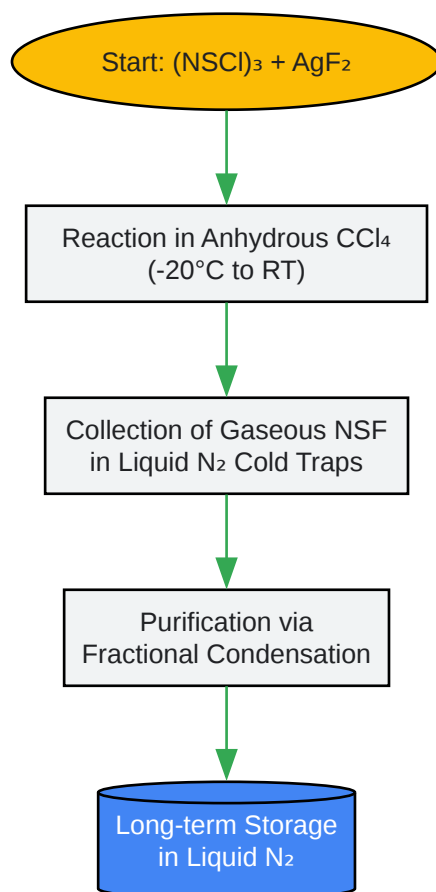 Start: (NSCl)₃ + AgF₂
Reaction in Anhydrous CCl₄
(-20°C to RT)
Collection of Gaseous NSF
in Liquid N₂ Cold Traps
Purification via
Fractional Condensation
Long-term Storage
in Liquid N₂